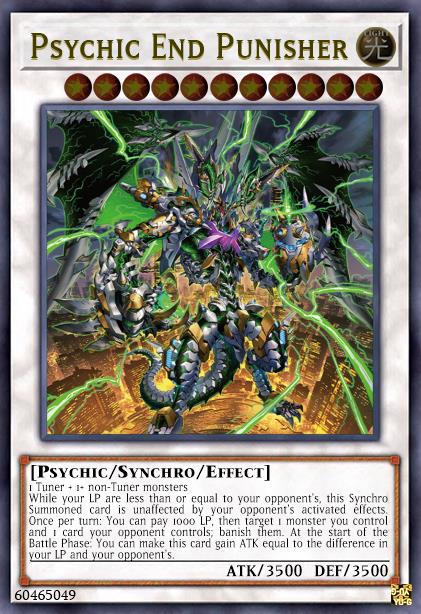 PSYCHIC END PUNISHER
LIGHT
光
[PSYCHIC/SYNCHRO/EFFECT]
1 Tuner + 1+ non-Tuner monsters
While your LP are less than or equal to your opponent's, this Synchro
Summoned card is unaffected by your opponent's activated effects.
Once per turn: You can pay 1000 LP, then target 1 monster you control
and 1 card your opponent controls; banish them. At the start of the
Battle Phase: You can make this card gain ATK equal to the difference in
your LP and your opponent's.
ATK/3500 DEF/3500
60465049